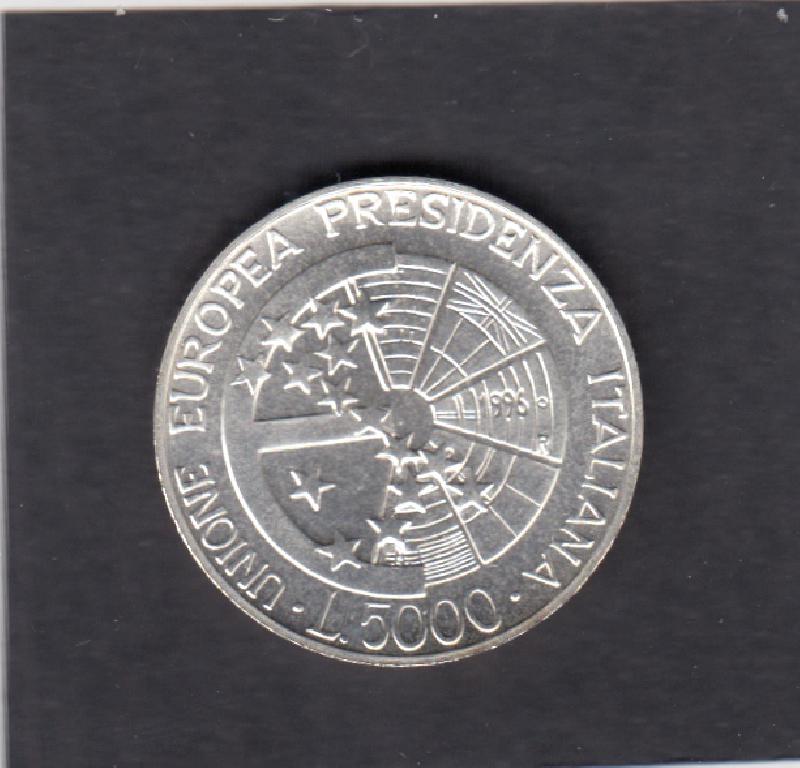 UNIONE EUROPEA PRESIDENZA ITALIANA
1996
R
· L. 5000 ·